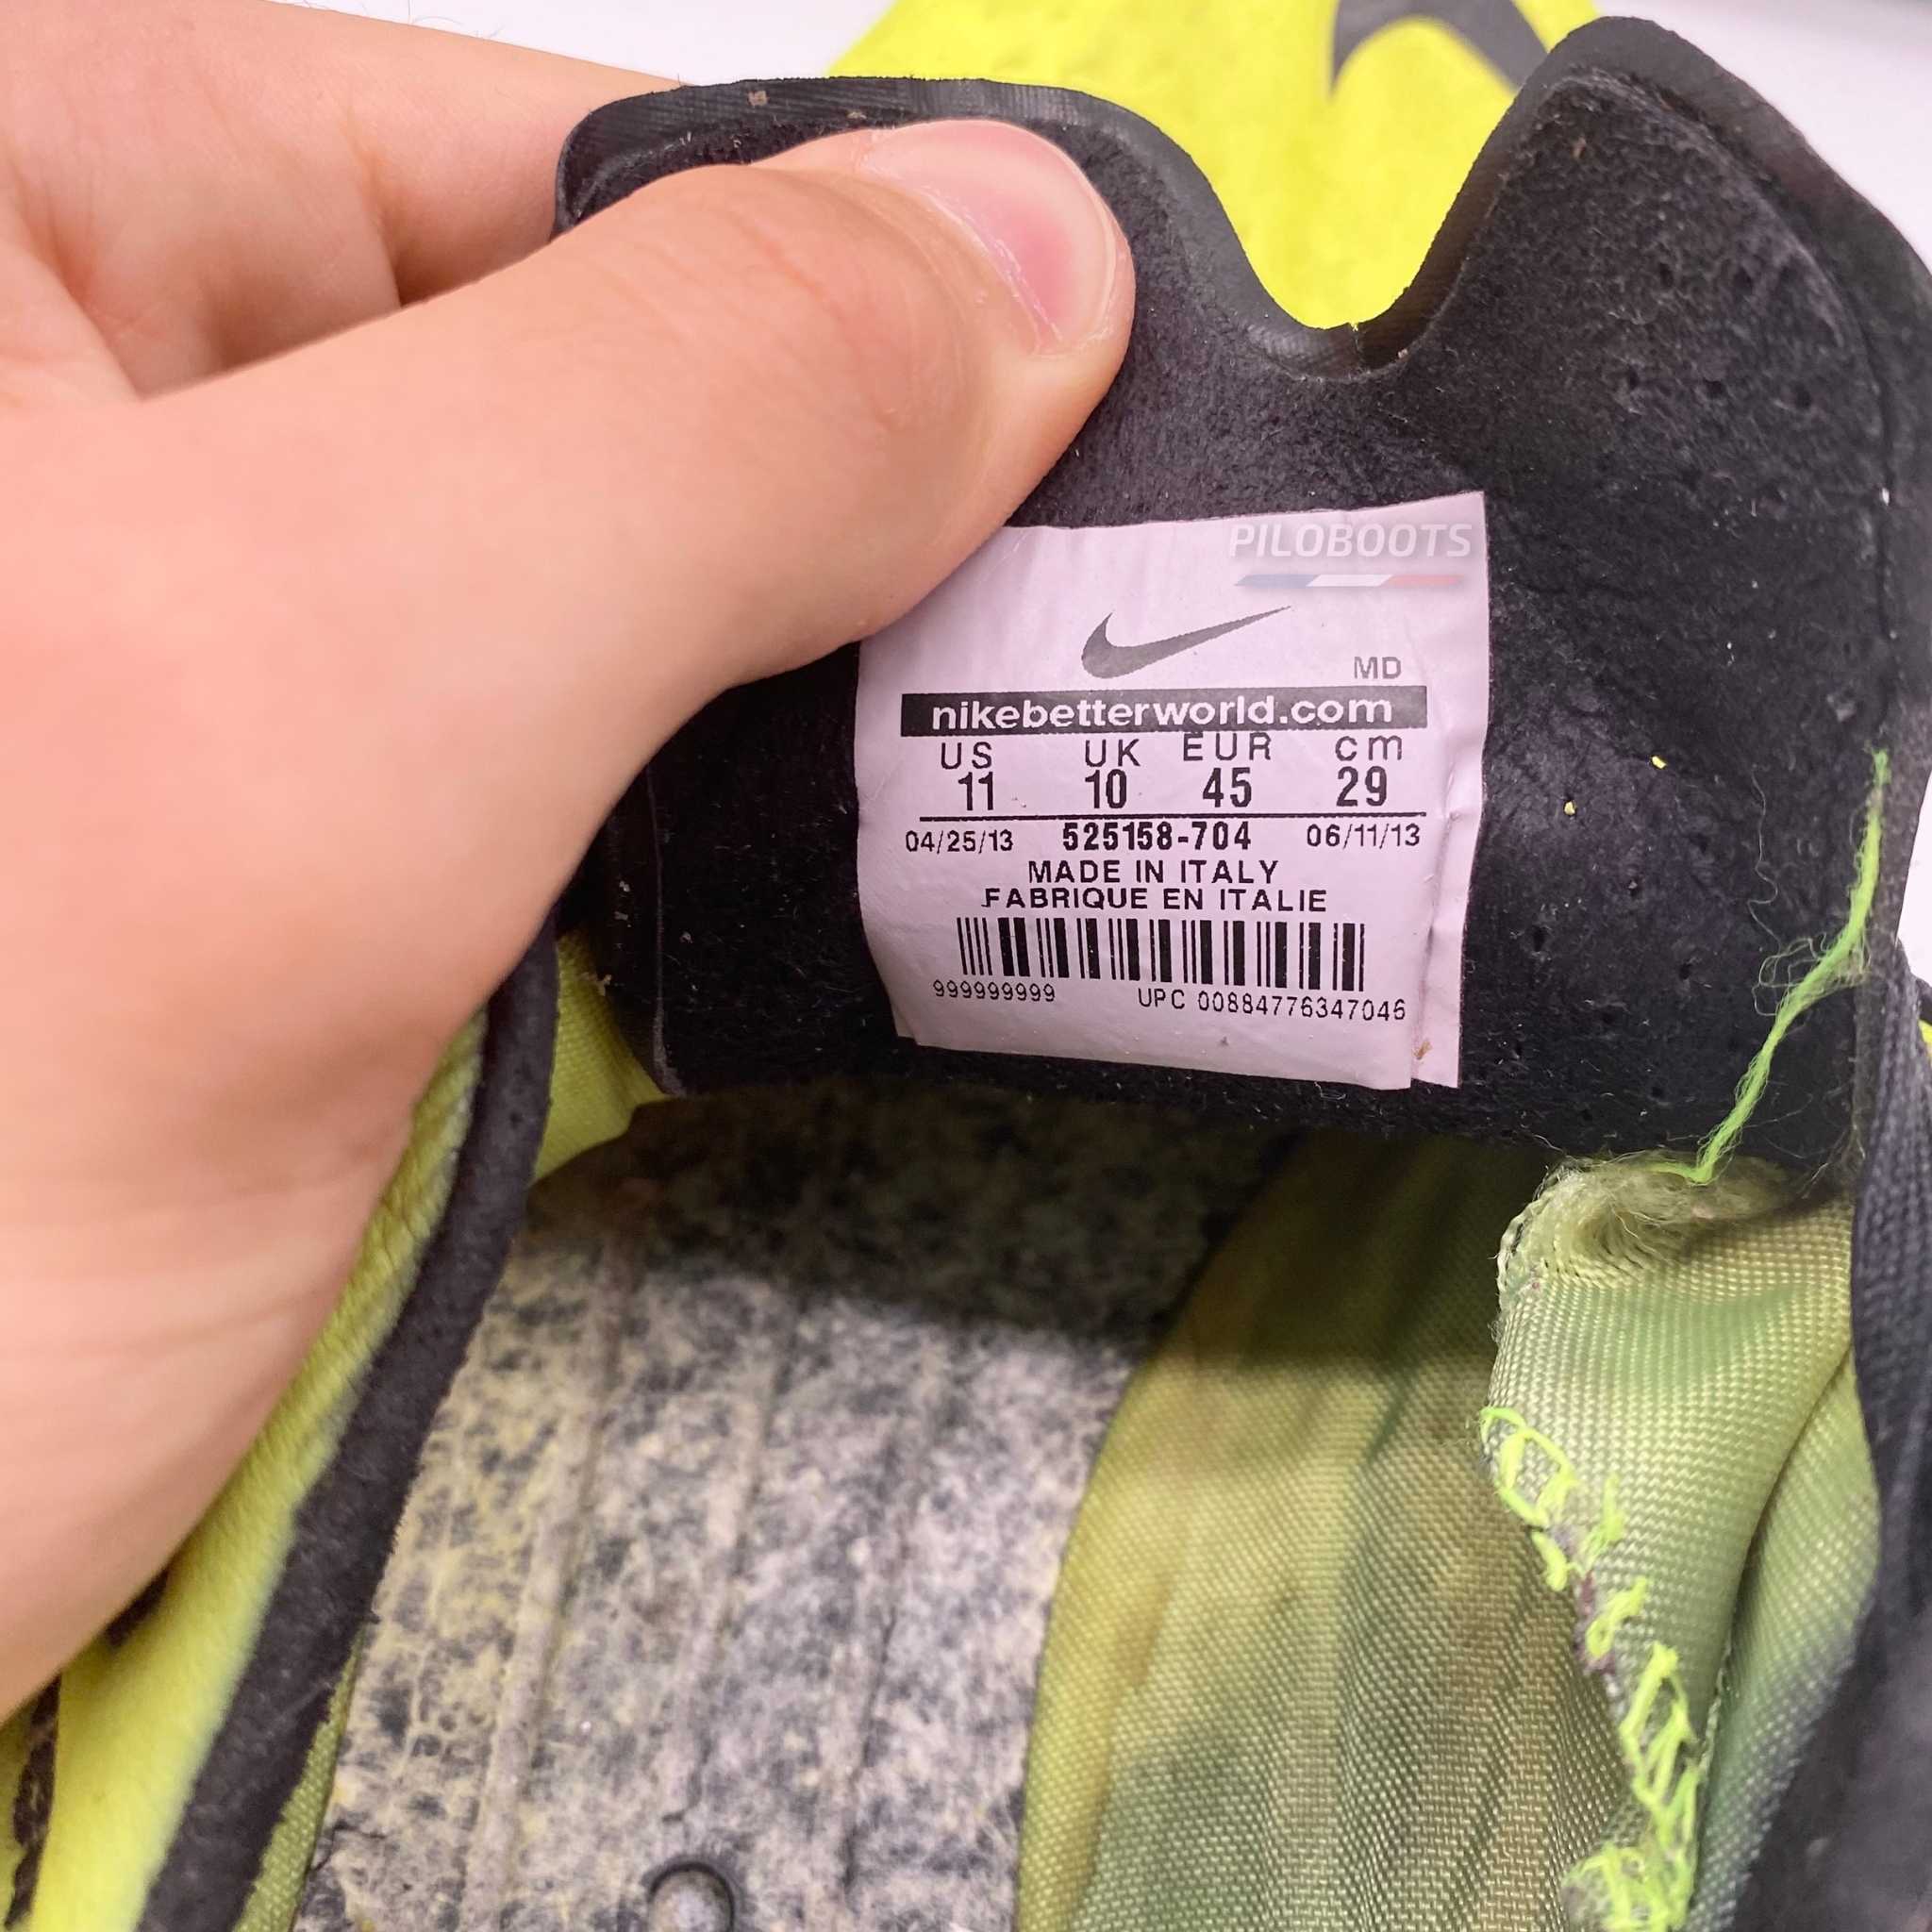 PILOBOOTS
MD
nikebetterworld.com
US UK EUR cm
11 10 45 29
04/25/13 525158-704 06/11/13
MADE IN ITALY
FABRIQUE EN ITALIE
999999999 UPC 00884776347046